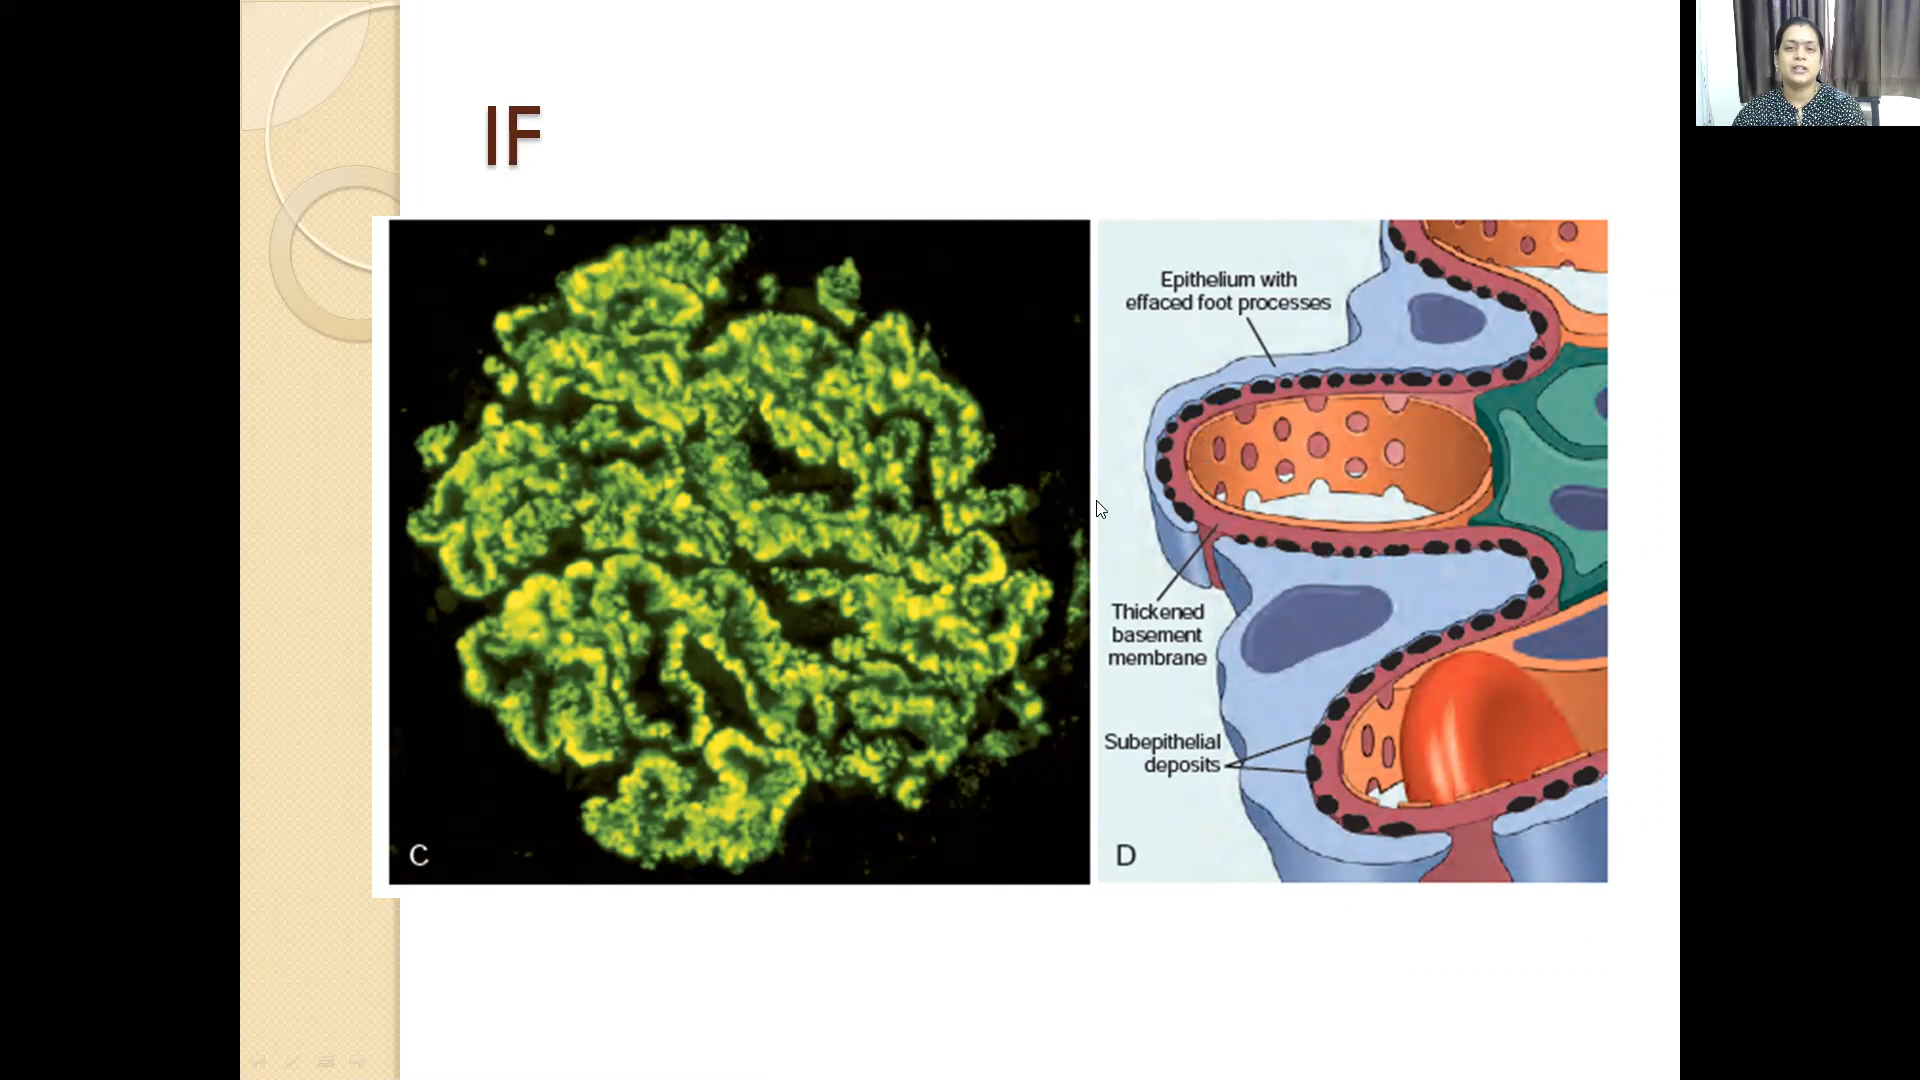 IF
Epithelium with
effaced foot processes
Thickened
basement
membrane
Subepithelial
deposits
C
D